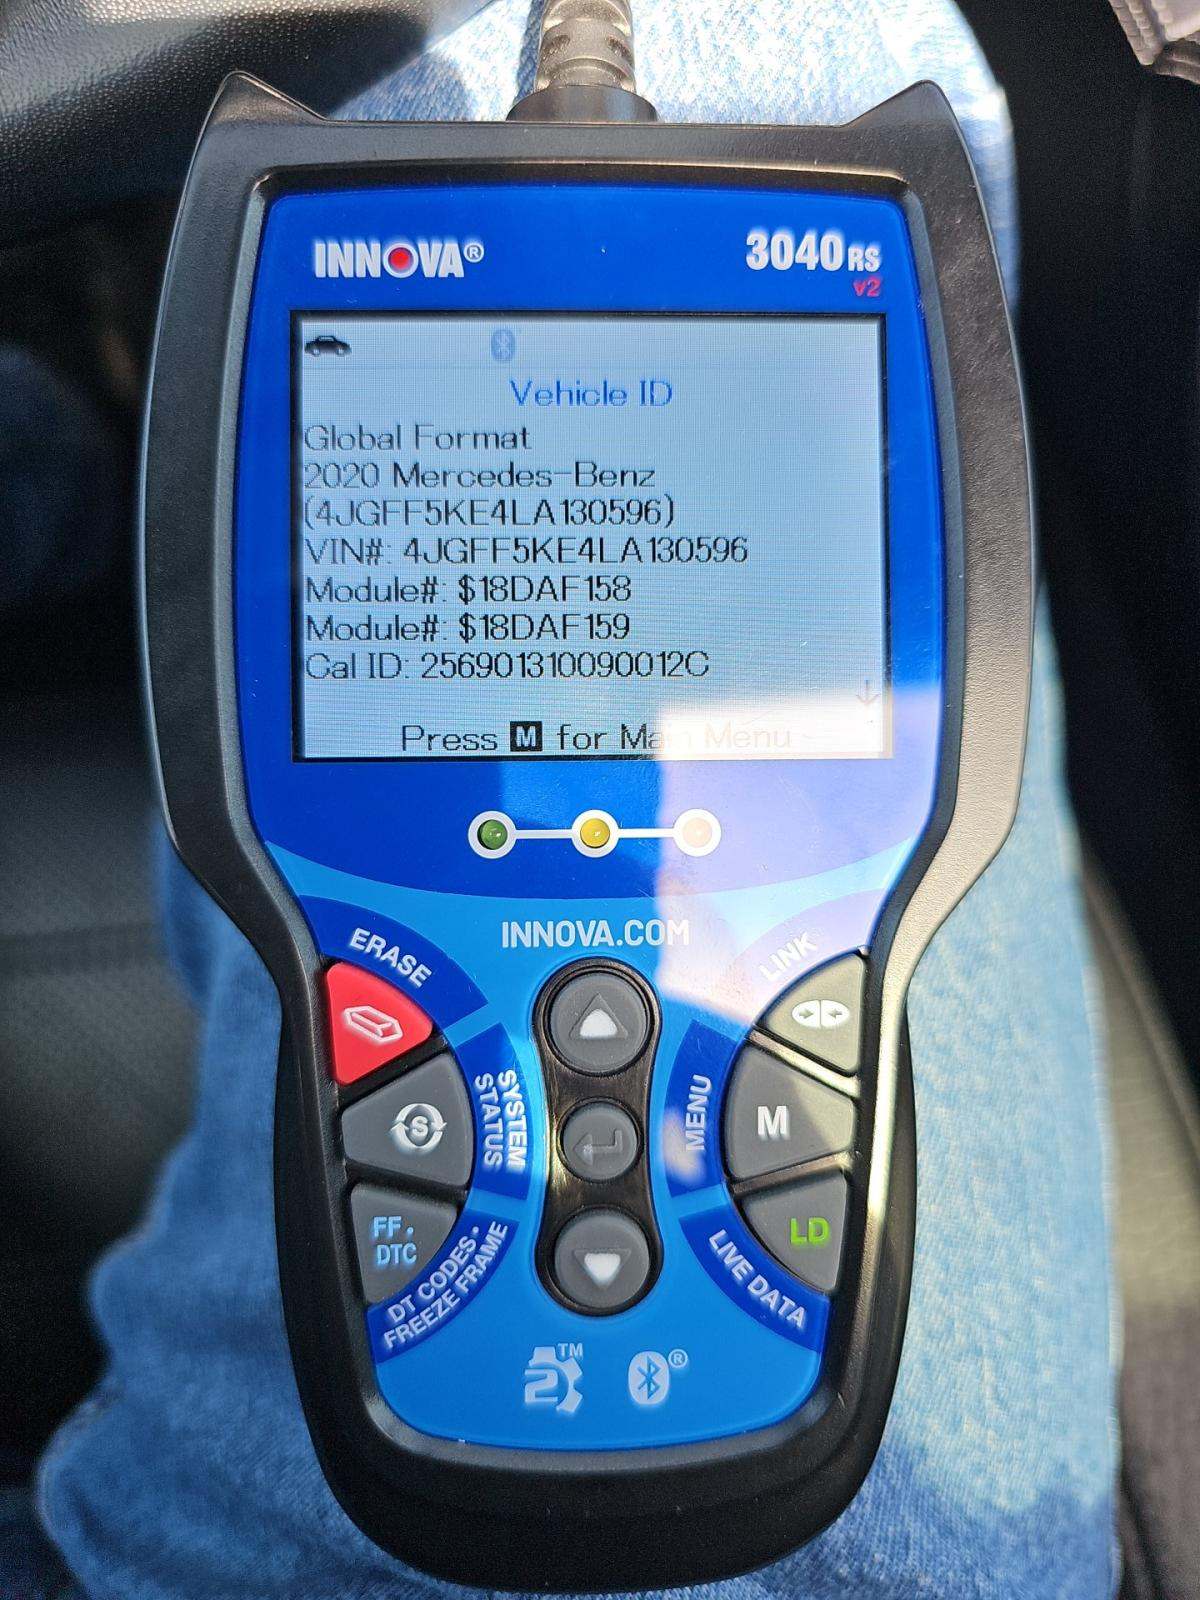 INNOVA®
3040RS
v2
Vehicle ID
Global Format
2020 Mercedes-Benz
(4JGFF5KE4LA130596)
VIN#: 4JGFF5KE4LA130596
Module#: $18DAF158
Module#: $18DAF159
Cal ID: 256901310090012C
Press M for Main Menu
INNOVA.COM
ERASE
LINK
SYSTEM
STATUS
S
MENU
M
FF.
DTC
DT CODES•
FREEZE FRAME
LD
LIVE DATA
2 TM
®